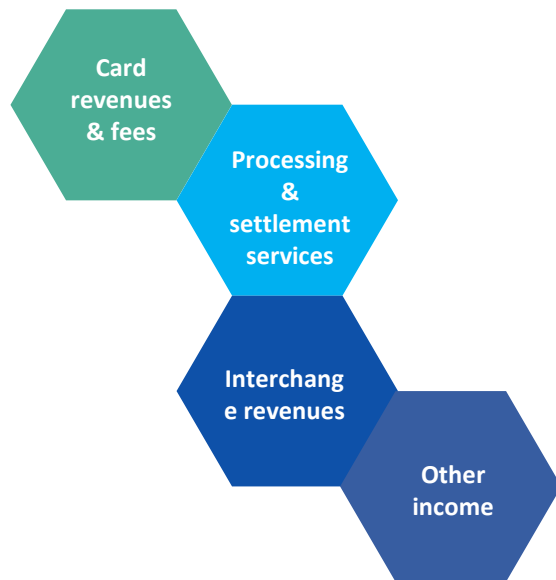 Card
revenues
& fees
Processing
&
settlement
services
Interchang
e revenues
Other
income